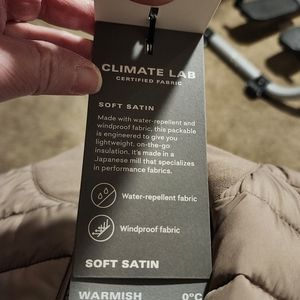 CLIMATE LAB
CERTIFIED FABRIC
SOFT SATIN
Made with water-repellent and
windproof fabric, this packable
is engineered to give you
lightweight, on-the-go
insulation. It's made in a
Japanese mill that specializes
in performance fabrics.
Water-repellent fabric
Windproof fabric
SOFT SATIN
WARMISH 0°C